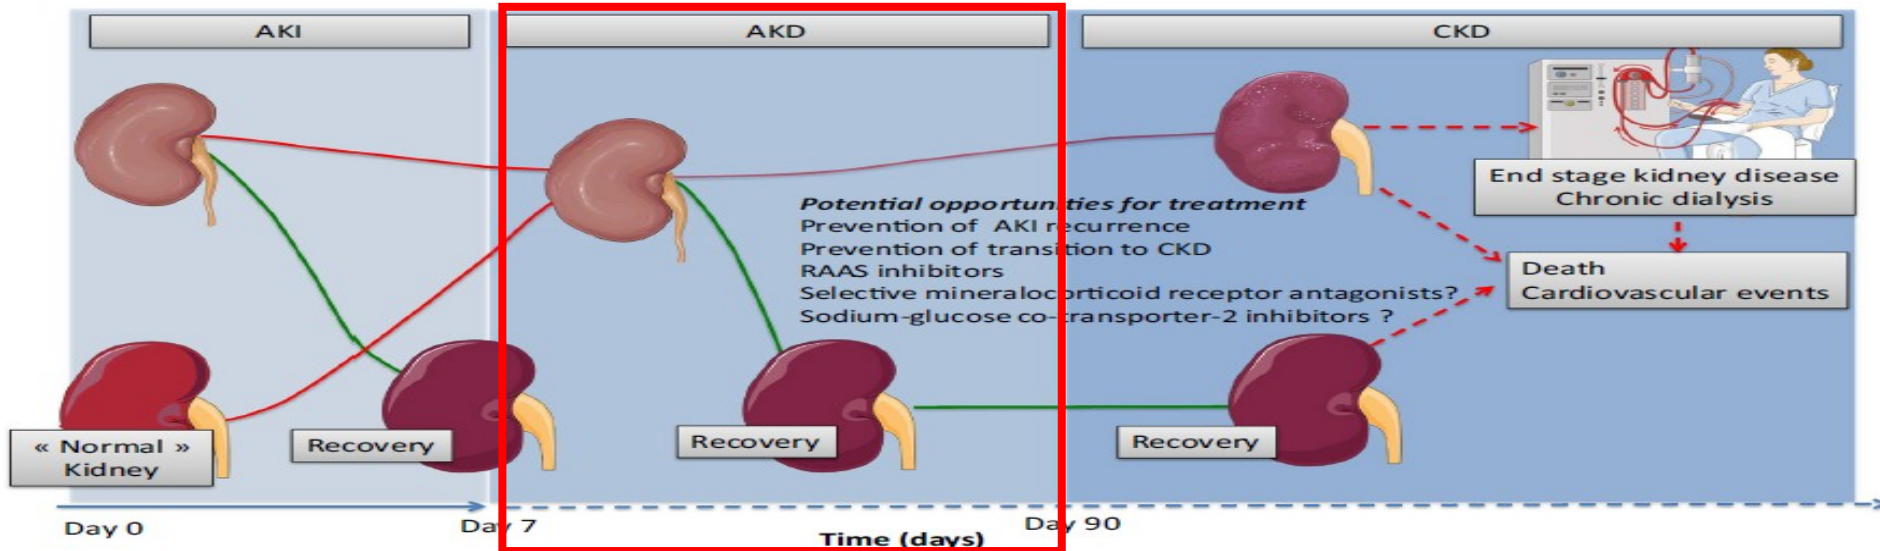 AKI
AKD
CKD
End stage kidney disease
Chronic dialysis
Potential opportunities for treatment
Prevention of AKI recurrence
Prevention of transition to CKD
RAAS inhibitors
Selective mineralocorticoid receptor antagonists?
Sodium-glucose co-transporter-2 inhibitors ?
Death
Cardiovascular events
« Normal »
Kidney
Recovery
Recovery
Recovery
Day 0
Day 7
Day 90
Time (days)